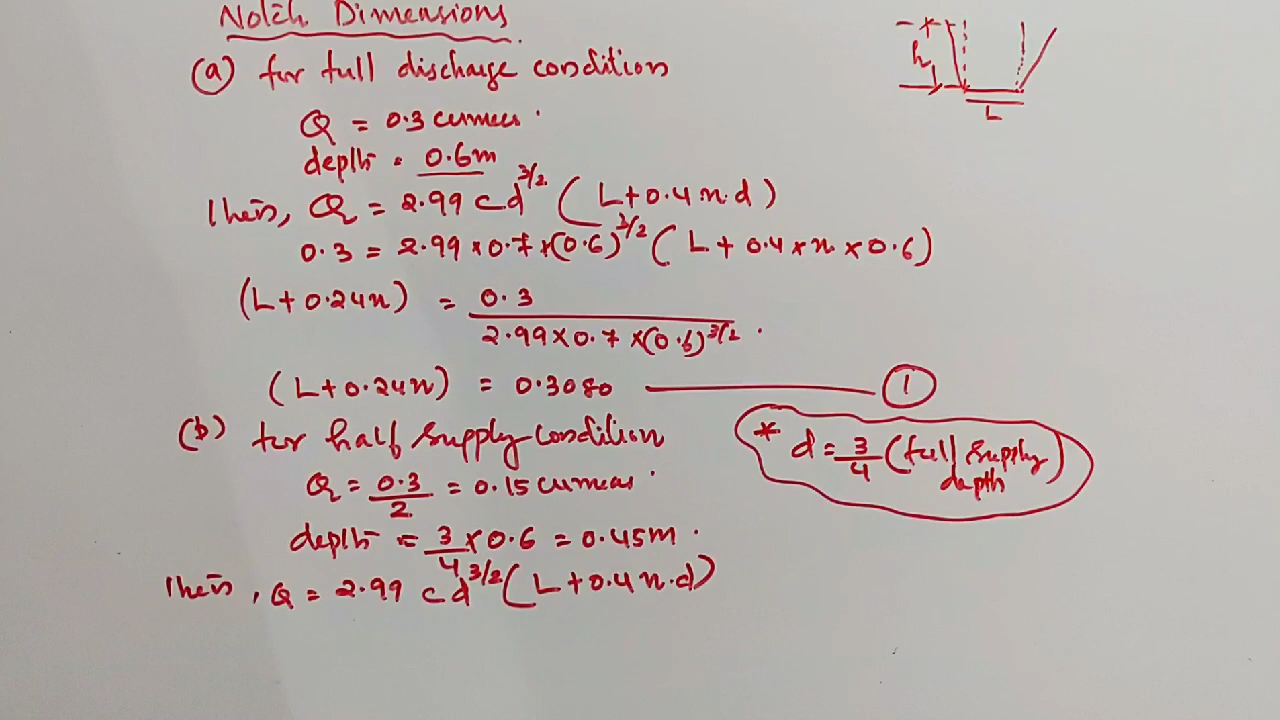 Notch Dimensions
(a) for full discharge condition
h
L
Q = 0.3 cumecs.
depth = 0.6m
Then, Q = 2.99 cd^3/2 (L+0.4 n.d)
0.3 = 2.99 × 0.7 × (0.6)^3/2 (L + 0.4 × n × 0.6)
(L+0.24n) = 0.3 / 2.99×0.7×(0.6)^3/2.
(L+0.24n) = 0.3080 ——— 1
(b) for half supply condition
* d = 3/4 (full supply depth)
Q = 0.3/2 = 0.15 cumecs.
depth = 3/4 × 0.6 = 0.45m.
Then, Q = 2.99 cd^3/2 (L+0.4n.d)